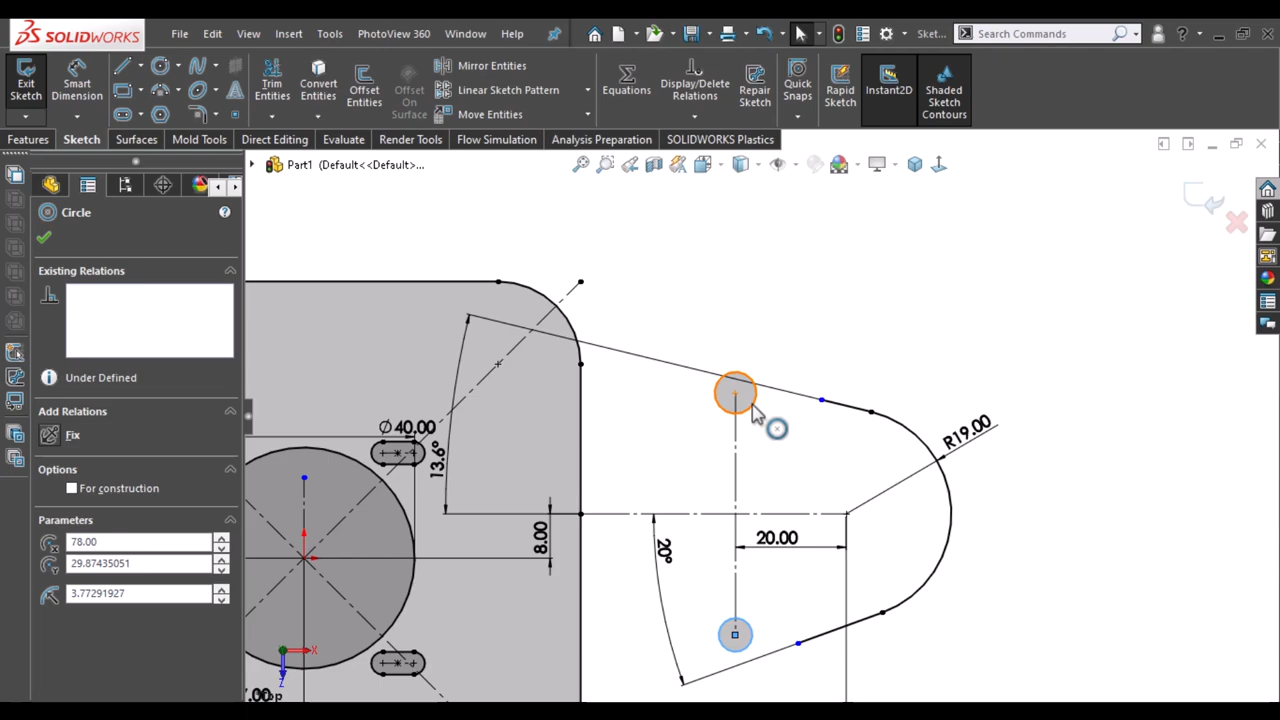 SOLIDWORKS File Edit View Insert Tools PhotoView 360 Window Help Sket... Search Commands ?
Exit Sketch Smart Dimension Trim Entities Convert Entities Offset Entities Offset On Surface Mirror Entities Linear Sketch Pattern Move Entities Equations Display/Delete Relations Repair Sketch Quick Snaps Rapid Sketch Instant2D Shaded Sketch Contours
Features Sketch Surfaces Mold Tools Direct Editing Evaluate Render Tools Flow Simulation Analysis Preparation SOLIDWORKS Plastics
Part1 (Default<<Default>...
Circle
Existing Relations
Under Defined
Add Relations
Fix
Options
For construction
Parameters
78.00
29.87435051
3.77291927
Ø40.00
13.6°
R19.00
8.00
20°
20.00
X
Z